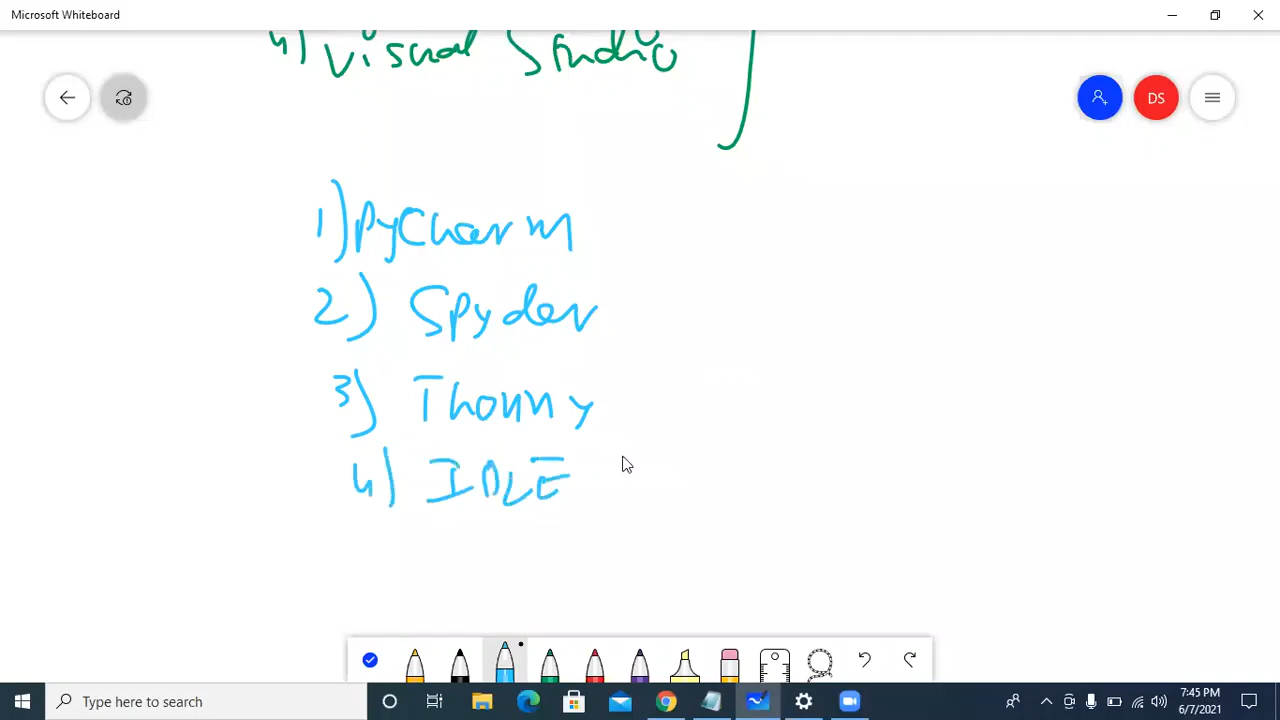 Microsoft Whiteboard
4) Visual Studio
DS
1) PyCharm
2) Spyder
3) Thonny
4) IDLE
Type here to search
7:45 PM
6/7/2021